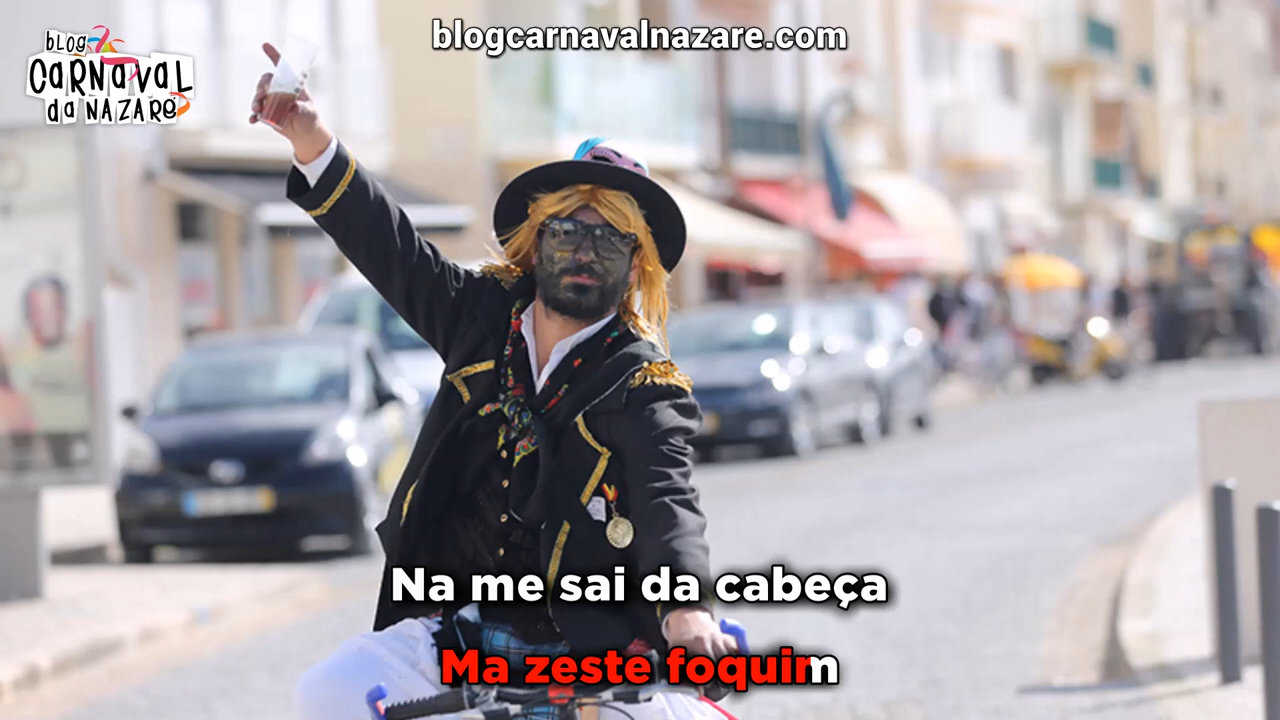 blogcarnavalnazare.com
bLOG
CaRNaVaL
da NAZARÉ
Na me sai da cabeça
Ma zeste foquim